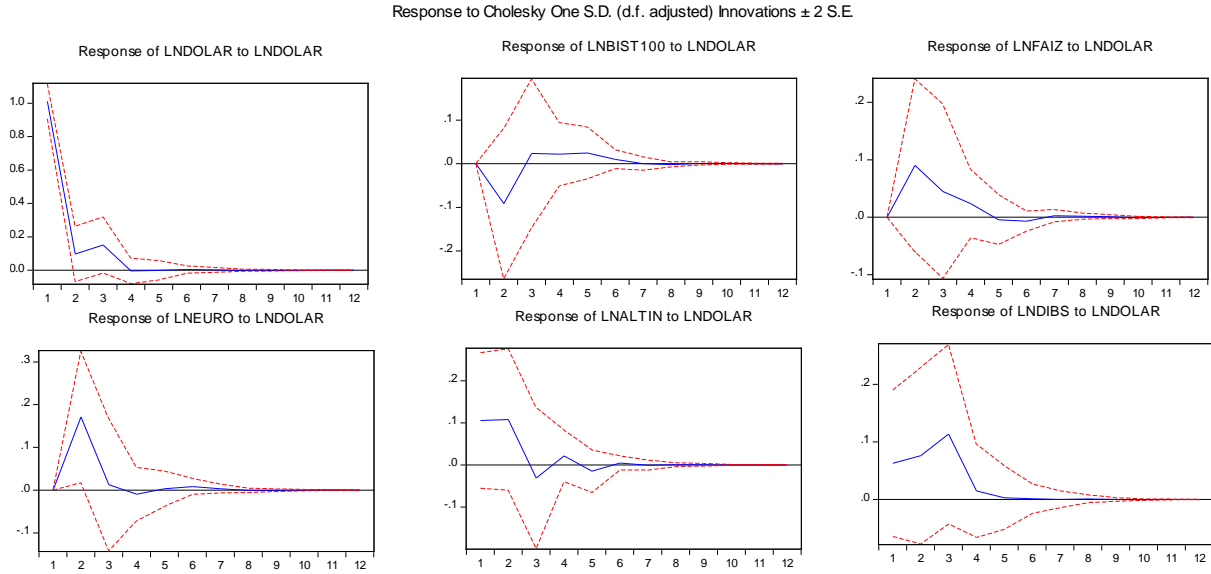 Response to Cholesky One S.D. (d.f. adjusted) Innovations ± 2 S.E.
Response of LNDOLAR to LNDOLAR
1.0
0.8
0.6
0.4
0.2
0.0
1 2 3 4 5 6 7 8 9 10 11 12
Response of LNBIST100 to LNDOLAR
.1
.0
-.1
-.2
1 2 3 4 5 6 7 8 9 10 11 12
Response of LNFAIZ to LNDOLAR
.2
.1
.0
-.1
1 2 3 4 5 6 7 8 9 10 11 12
Response of LNEURO to LNDOLAR
.3
.2
.1
.0
-.1
1 2 3 4 5 6 7 8 9 10 11 12
Response of LNALTIN to LNDOLAR
.2
.1
.0
-.1
1 2 3 4 5 6 7 8 9 10 11 12
Response of LNDIBS to LNDOLAR
.2
.1
.0
1 2 3 4 5 6 7 8 9 10 11 12